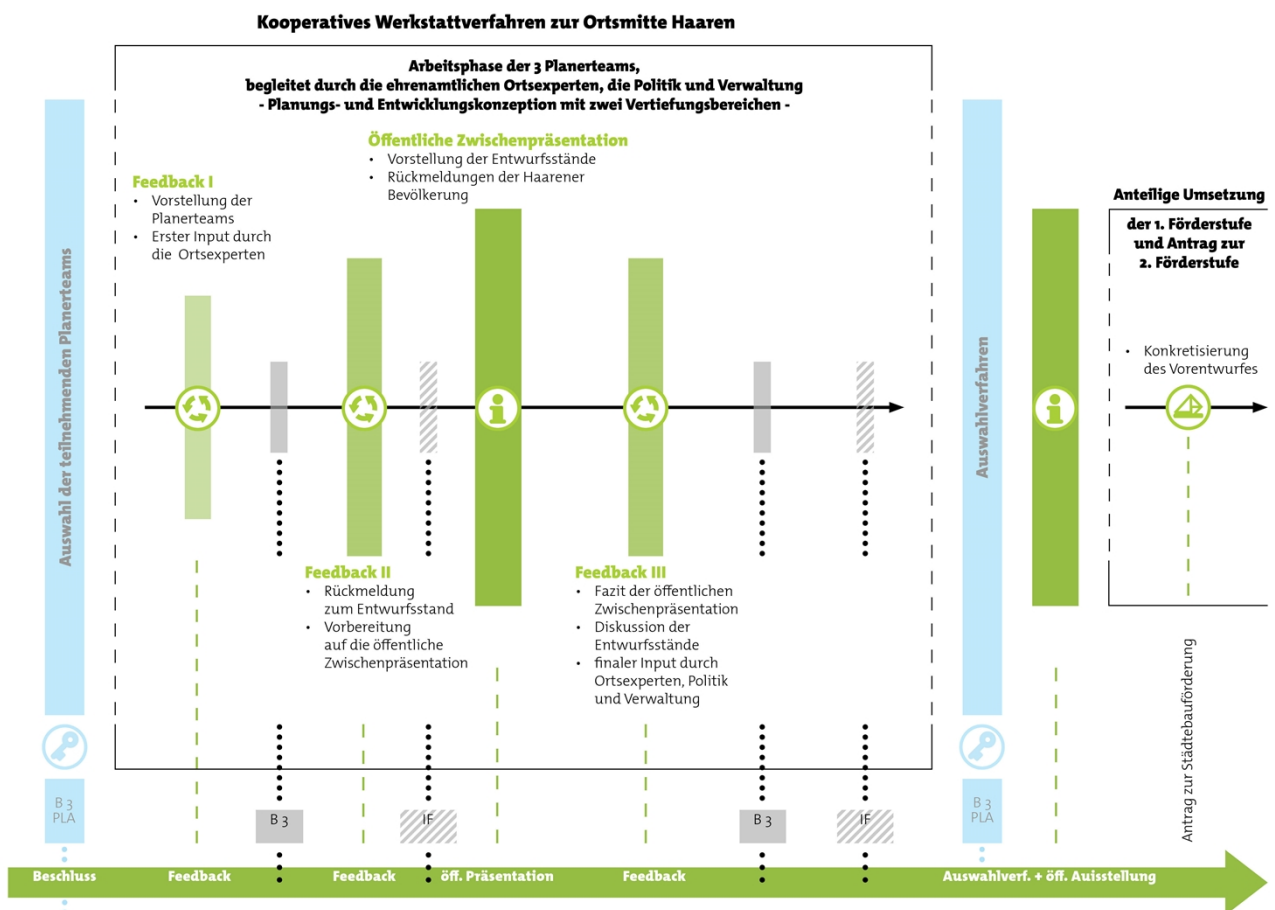 Kooperatives Werkstattverfahren zur Ortsmitte Haaren
Arbeitsphase der 3 Planerteams,
begleitet durch die ehrenamtlichen Ortsexperten, die Politik und Verwaltung
- Planungs- und Entwicklungskonzeption mit zwei Vertiefungsbereichen -
Auswahl der teilnehmenden Planerteams
Feedback I
• Vorstellung der
Planerteams
• Erster Input durch
die Ortsexperten
Öffentliche Zwischenpräsentation
• Vorstellung der Entwurfsstände
• Rückmeldungen der Haarener
Bevölkerung
Feedback II
• Rückmeldung
zum Entwurfsstand
• Vorbereitung
auf die öffentliche
Zwischenpräsentation
Feedback III
• Fazit der öffentlichen
Zwischenpräsentation
• Diskussion der
Entwurfsstände
• finaler Input durch
Ortsexperten, Politik
und Verwaltung
Auswahlverfahren
Anteilige Umsetzung
der 1. Förderstufe
und Antrag zur
2. Förderstufe
• Konkretisierung
des Vorentwurfes
Antrag zur Städtebauförderung
B 3
PLA
B 3
IF
B 3
IF
B 3
PLA
Beschluss
Feedback
Feedback
öff. Präsentation
Feedback
Auswahlverf. + öff. Auisstellung